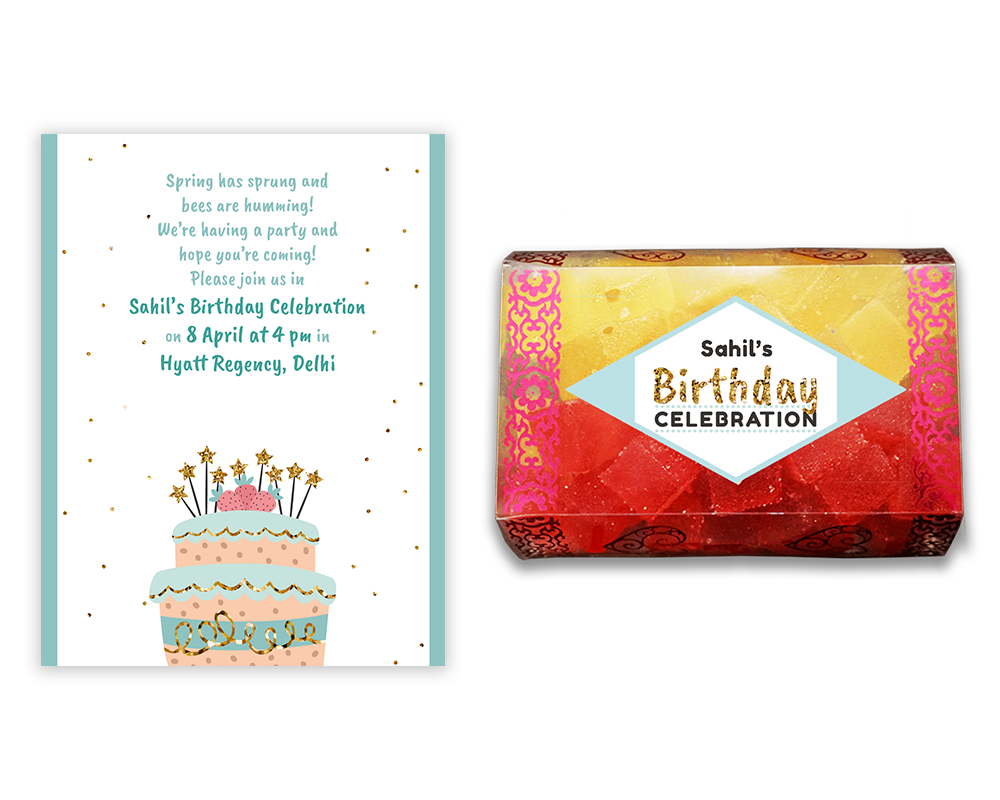 Spring has sprung and
bees are humming!
We're having a party and
hope you're coming!
Please join us in
Sahil's Birthday Celebration
on 8 April at 4 pm in
Hyatt Regency, Delhi
Sahil's
Birthday
CELEBRATION